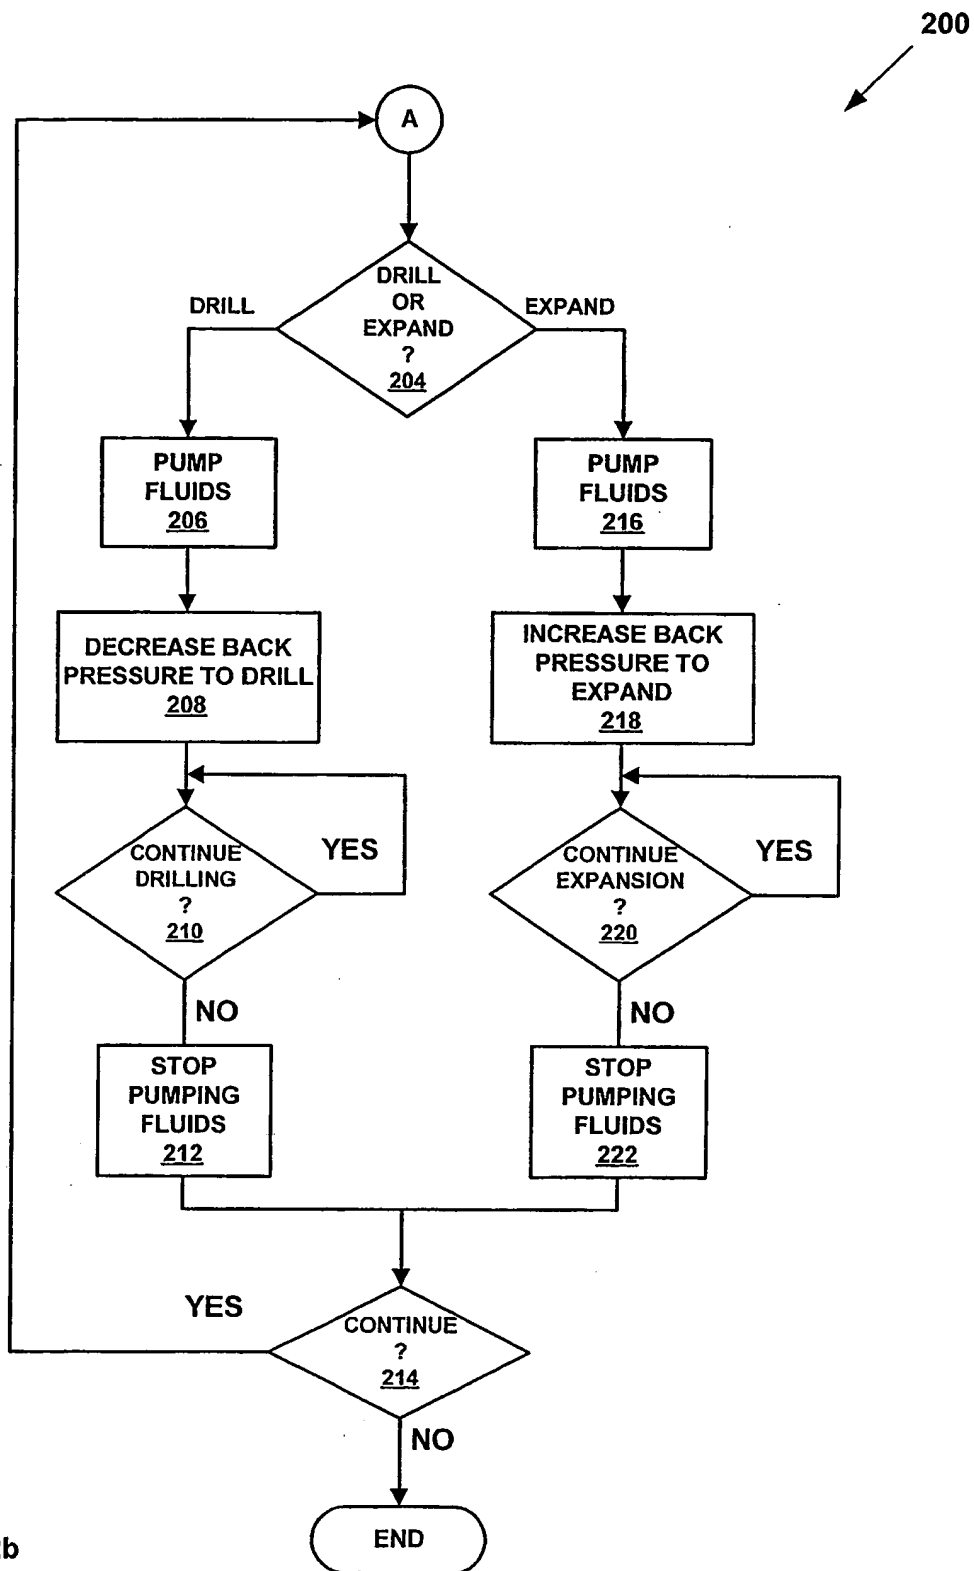 200
A
DRILL
OR
EXPAND
?
204
DRILL
EXPAND
PUMP
FLUIDS
206
PUMP
FLUIDS
216
DECREASE BACK
PRESSURE TO DRILL
208
INCREASE BACK
PRESSURE TO
EXPAND
218
CONTINUE
DRILLING
?
210
YES
CONTINUE
EXPANSION
?
220
YES
NO
NO
STOP
PUMPING
FLUIDS
212
STOP
PUMPING
FLUIDS
222
YES
CONTINUE
?
214
NO
END